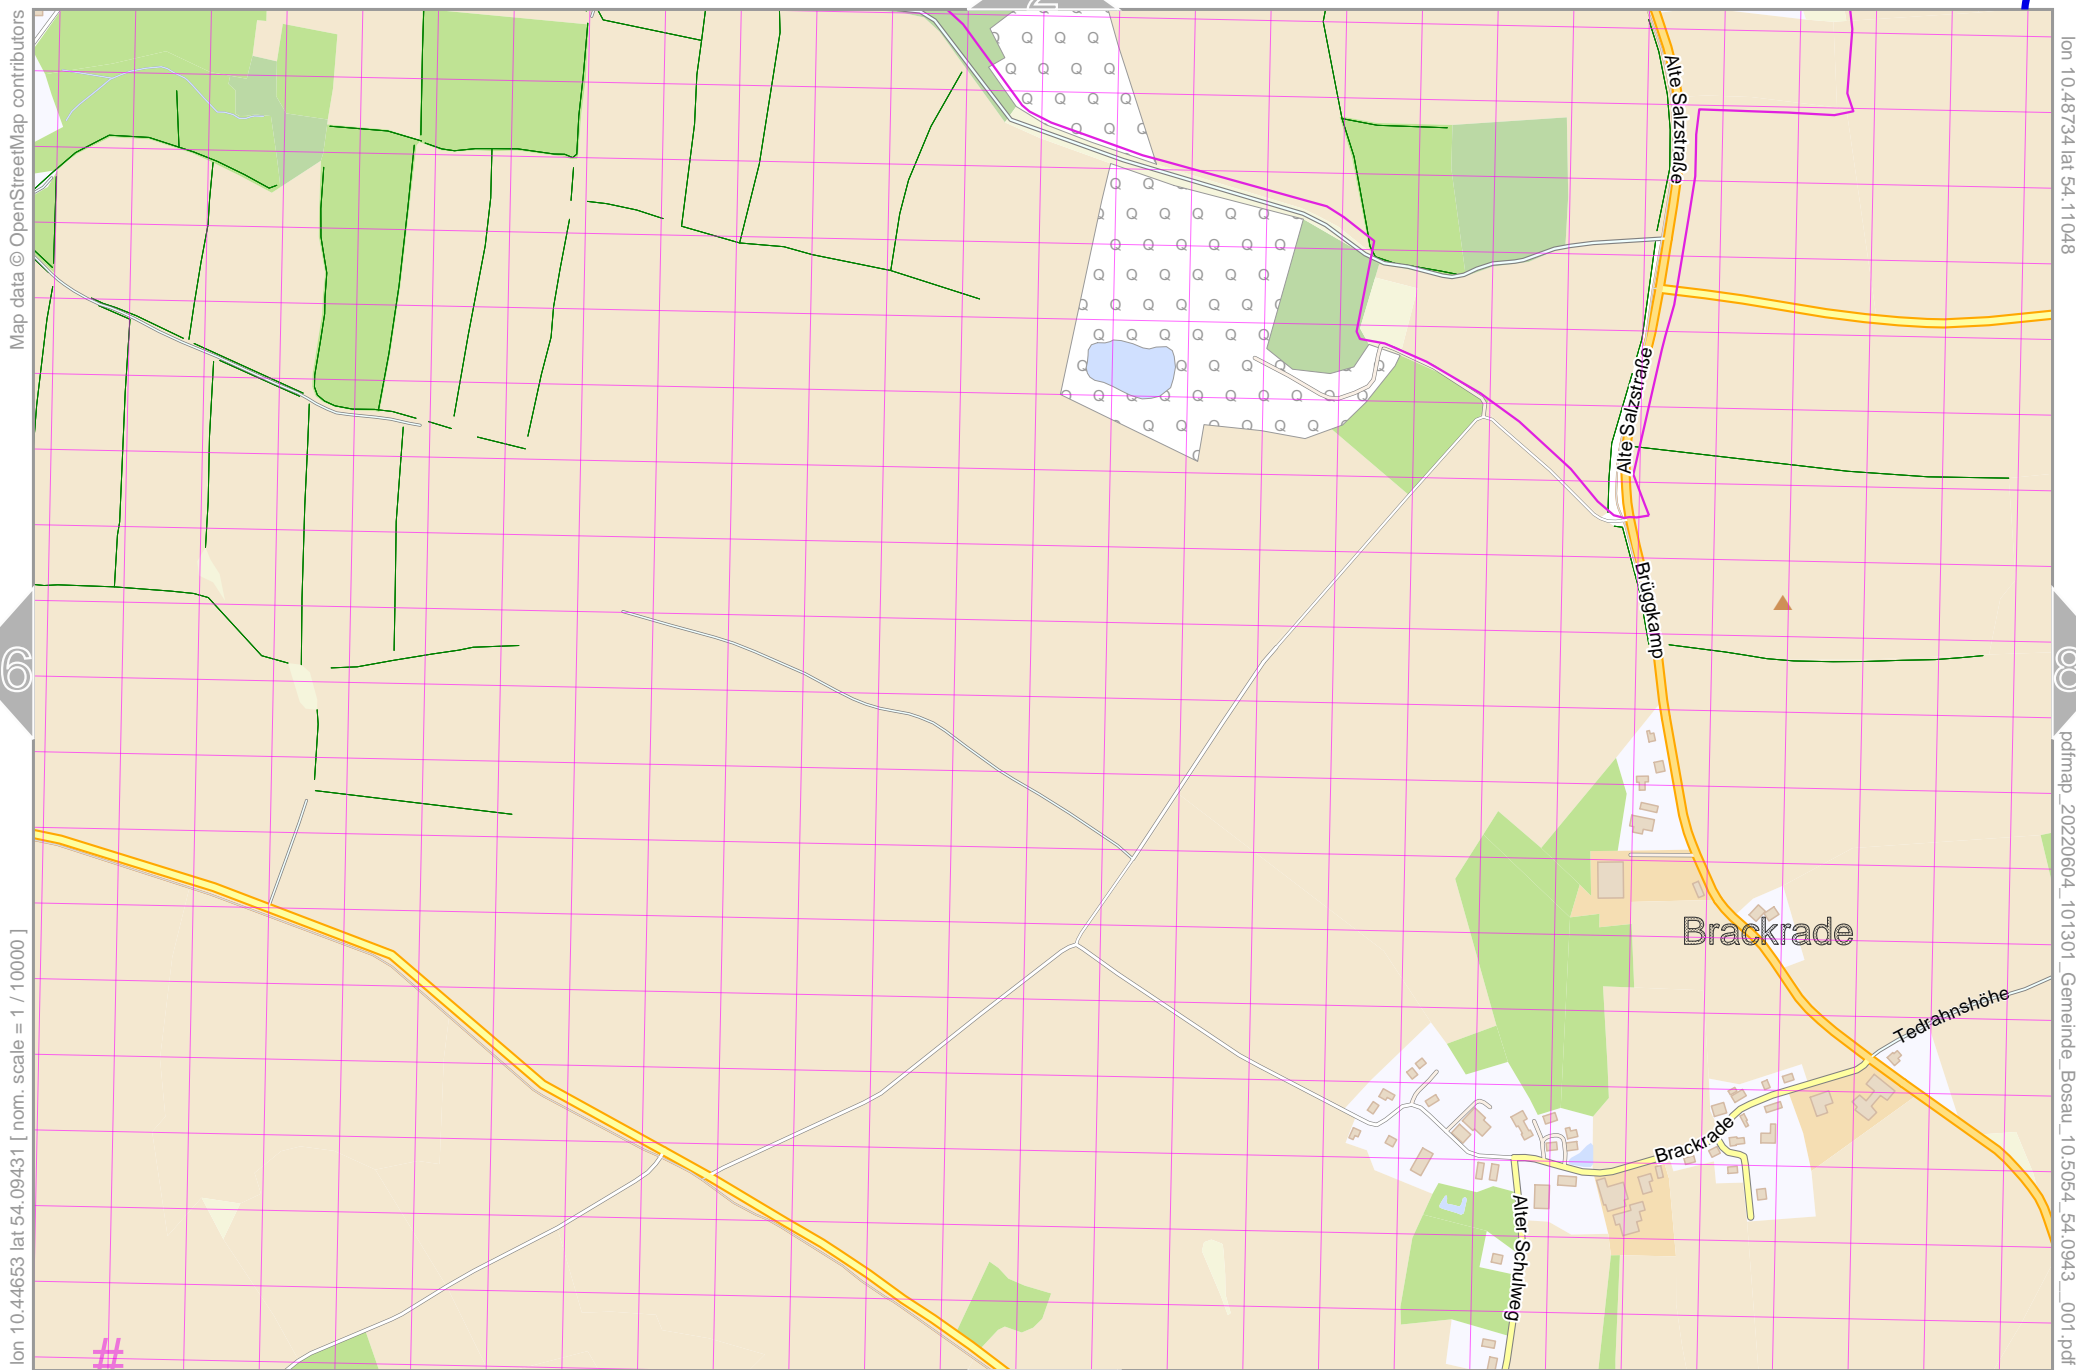 Map data © OpenStreetMap contributors
lon 10.44653 lat 54.09431 [ nom. scale = 1 / 10000 ]
lon 10.48734 lat 54.11048
pdfmap_20220604_101301_Gemeinde_Bosau_10.5054_54.0943__001.pdf
6
8
Alte Salzstraße
Alte Salzstraße
Brüggkamp
Brackrade
Tedrahnshöhe
Brackrade
Alter Schulweg
#